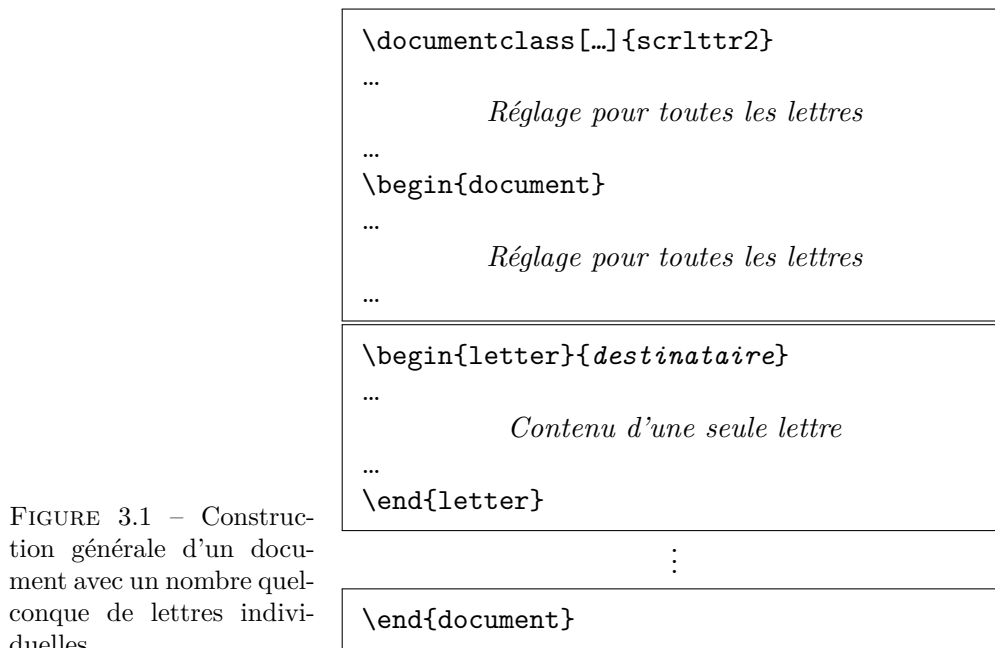 \documentclass[…]{scrlttr2}
…
Réglage pour toutes les lettres
…
\begin{document}
…
Réglage pour toutes les lettres
…
\begin{letter}{destinataire}
…
Contenu d'une seule lettre
…
\end{letter}
⋮
\end{document}
FIGURE 3.1 – Construc-
tion générale d'un docu-
ment avec un nombre quel-
conque de lettres indivi-
duelles